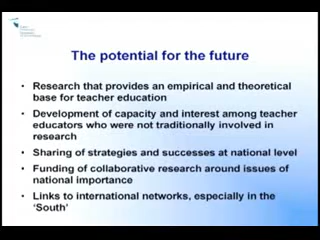 The potential for the future
• Research that provides an empirical and theoretical
base for teacher education
• Development of capacity and interest among teacher
educators who were not traditionally involved in
research
• Sharing of strategies and successes at national level
• Funding of collaborative research around issues of
national importance
• Links to international networks, especially in the
‘South’